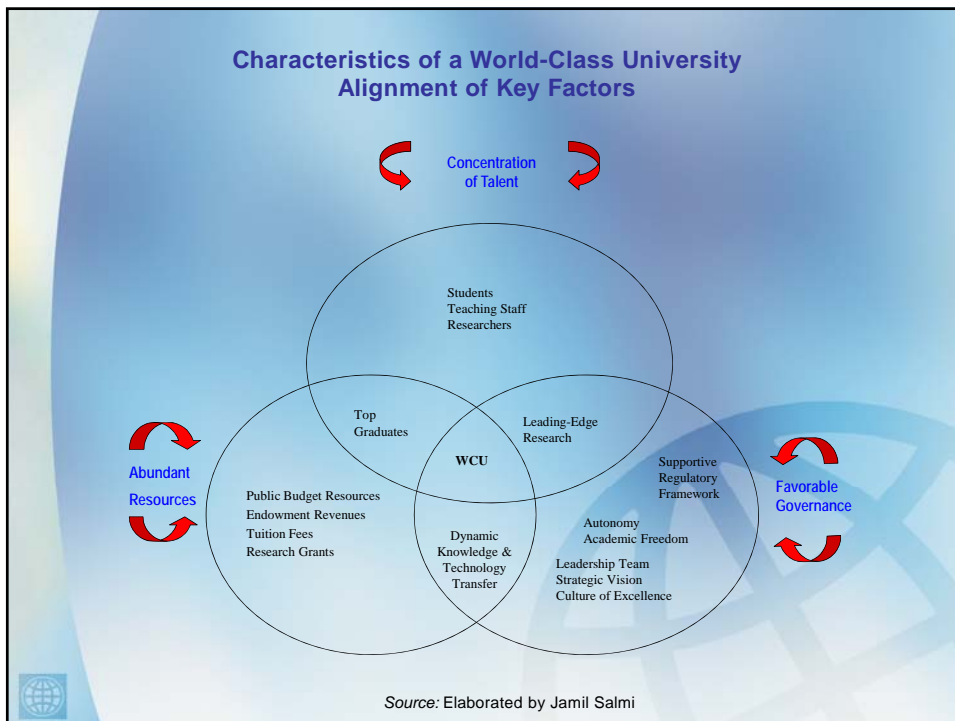 Characteristics of a World-Class University
Alignment of Key Factors
Concentration
of Talent
Students
Teaching Staff
Researchers
Top
Graduates
Leading-Edge
Research
WCU
Abundant
Resources
Public Budget Resources
Endowment Revenues
Tuition Fees
Research Grants
Dynamic
Knowledge &
Technology
Transfer
Supportive
Regulatory
Framework
Autonomy
Academic Freedom
Leadership Team
Strategic Vision
Culture of Excellence
Favorable
Governance
Source: Elaborated by Jamil Salmi